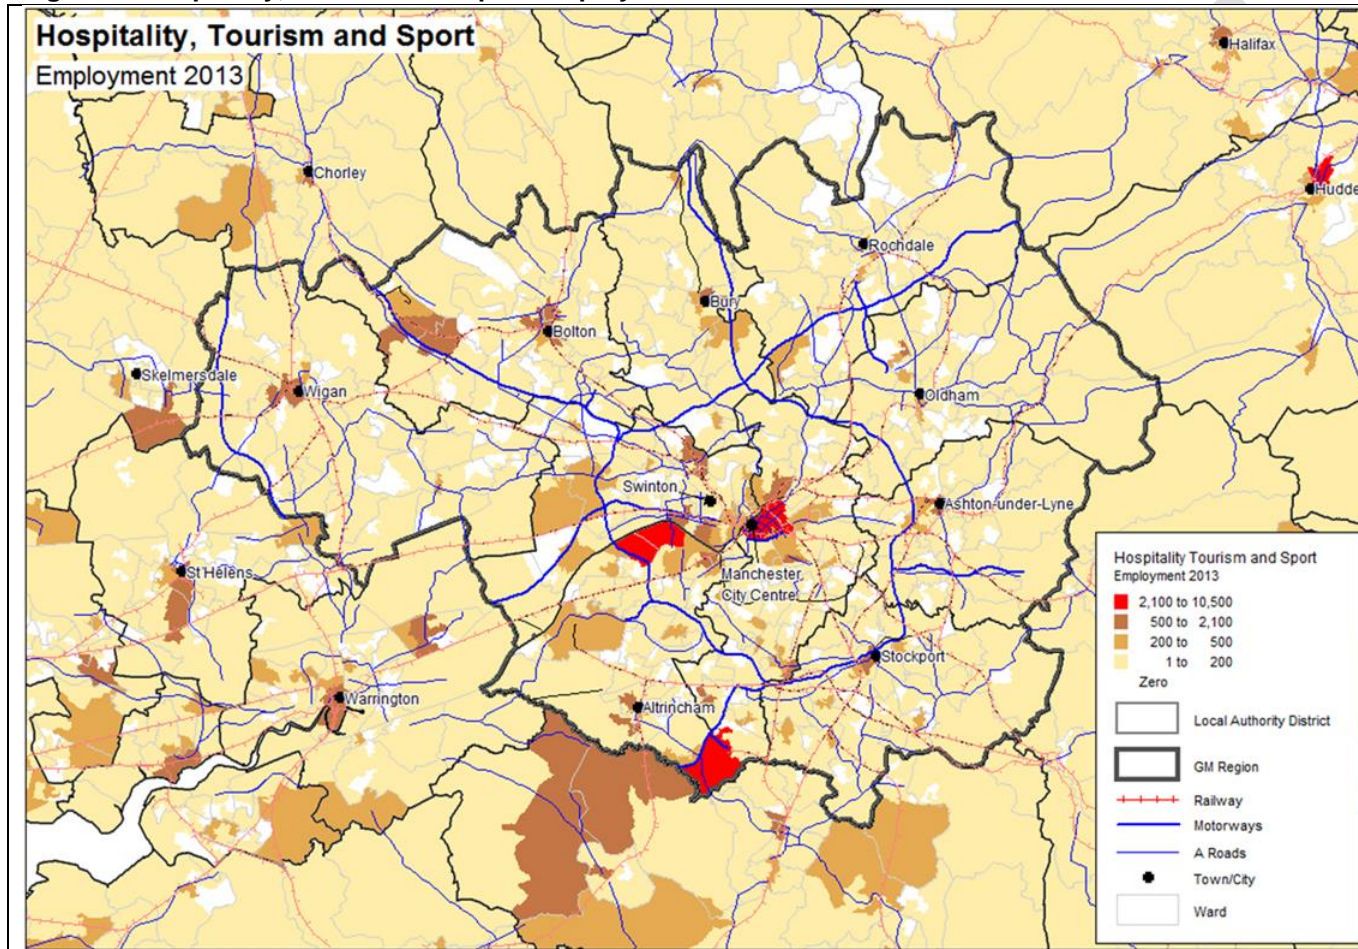 Hospitality, Tourism and Sport
Employment 2013
Halifax
Chorley
Hudde
Rochdale
Bury
Bolton
Skelmersdale
Wigan
Oldham
Swinton
Ashton-under-Lyne
St Helens
Manchester
City Centre
Stockport
Warrington
Altrincham
Hospitality Tourism and Sport
Employment 2013
2,100 to 10,500
500 to 2,100
200 to 500
1 to 200
Zero
Local Authority District
GM Region
Railway
Motorways
A Roads
Town/City
Ward